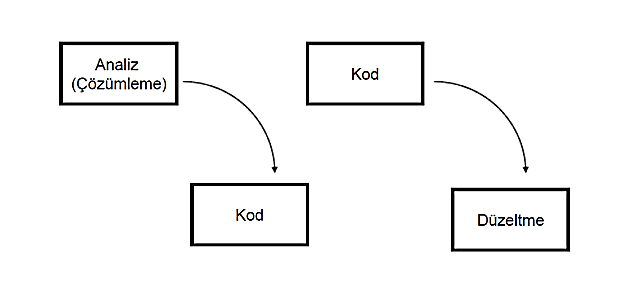 Analiz
(Çözümleme)
Kod
Kod
Düzeltme